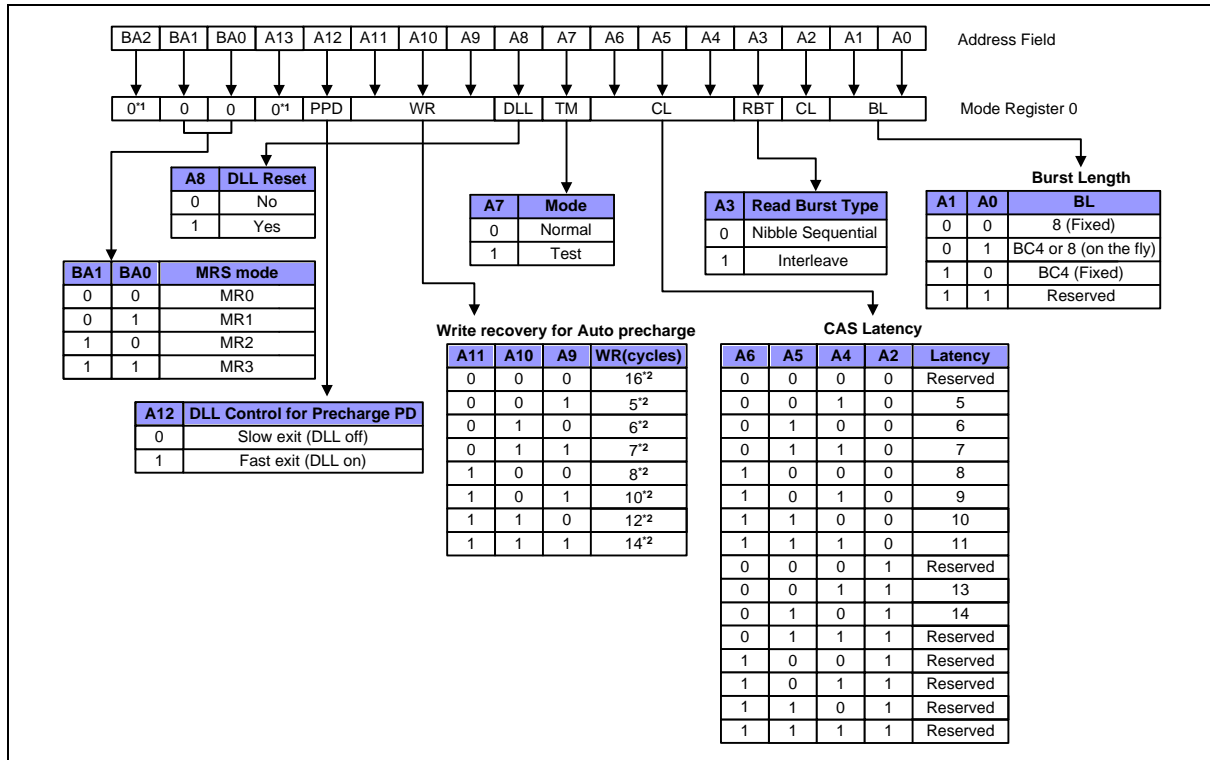 BA2 BA1 BA0 A13 A12 A11 A10 A9 A8 A7 A6 A5 A4 A3 A2 A1 A0 Address Field
0*1 0 0 0*1 PPD WR DLL TM CL RBT CL BL Mode Register 0
A8 DLL Reset
0 No
1 Yes
A7 Mode
0 Normal
1 Test
A3 Read Burst Type
0 Nibble Sequential
1 Interleave
Burst Length
A1 A0 BL
0 0 8 (Fixed)
0 1 BC4 or 8 (on the fly)
1 0 BC4 (Fixed)
1 1 Reserved
BA1 BA0 MRS mode
0 0 MR0
0 1 MR1
1 0 MR2
1 1 MR3
A12 DLL Control for Precharge PD
0 Slow exit (DLL off)
1 Fast exit (DLL on)
Write recovery for Auto precharge
A11 A10 A9 WR(cycles)
0 0 0 16*2
0 0 1 5*2
0 1 0 6*2
0 1 1 7*2
1 0 0 8*2
1 0 1 10*2
1 1 0 12*2
1 1 1 14*2
CAS Latency
A6 A5 A4 A2 Latency
0 0 0 0 Reserved
0 0 1 0 5
0 1 0 0 6
0 1 1 0 7
1 0 0 0 8
1 0 1 0 9
1 1 0 0 10
1 1 1 0 11
0 0 0 1 Reserved
0 0 1 1 13
0 1 0 1 14
0 1 1 1 Reserved
1 0 0 1 Reserved
1 0 1 1 Reserved
1 1 0 1 Reserved
1 1 1 1 Reserved